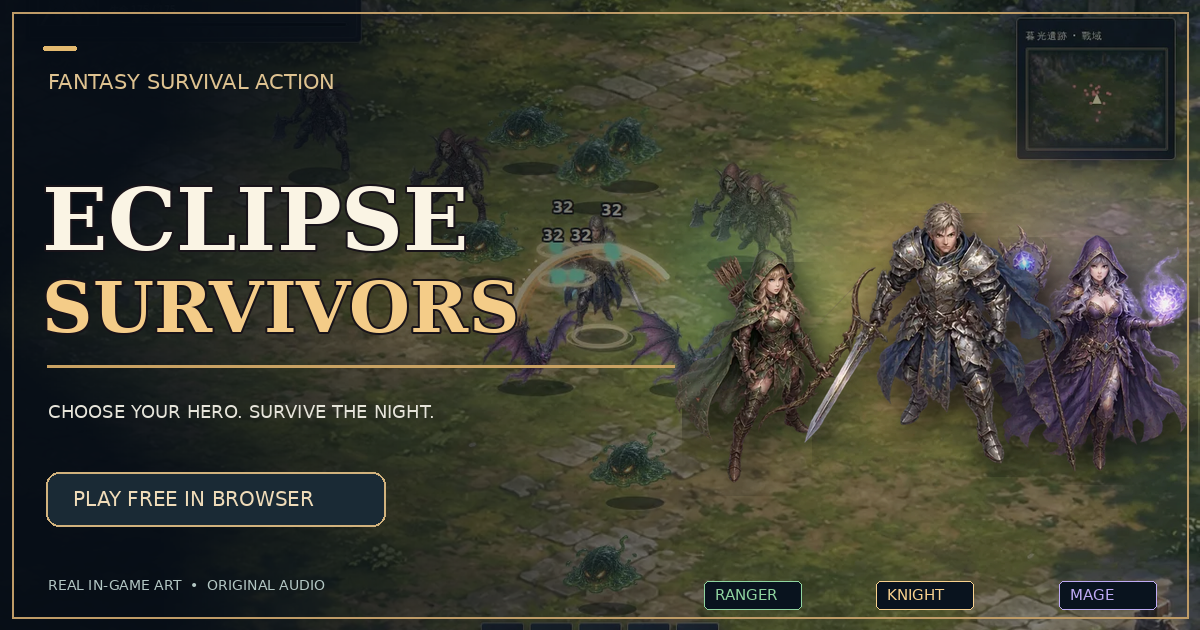 FANTASY SURVIVAL ACTION
暮光遺跡・戰域
ECLIPSE
SURVIVORS
32 32
32 32
CHOOSE YOUR HERO. SURVIVE THE NIGHT.
PLAY FREE IN BROWSER
REAL IN-GAME ART • ORIGINAL AUDIO
RANGER
KNIGHT
MAGE